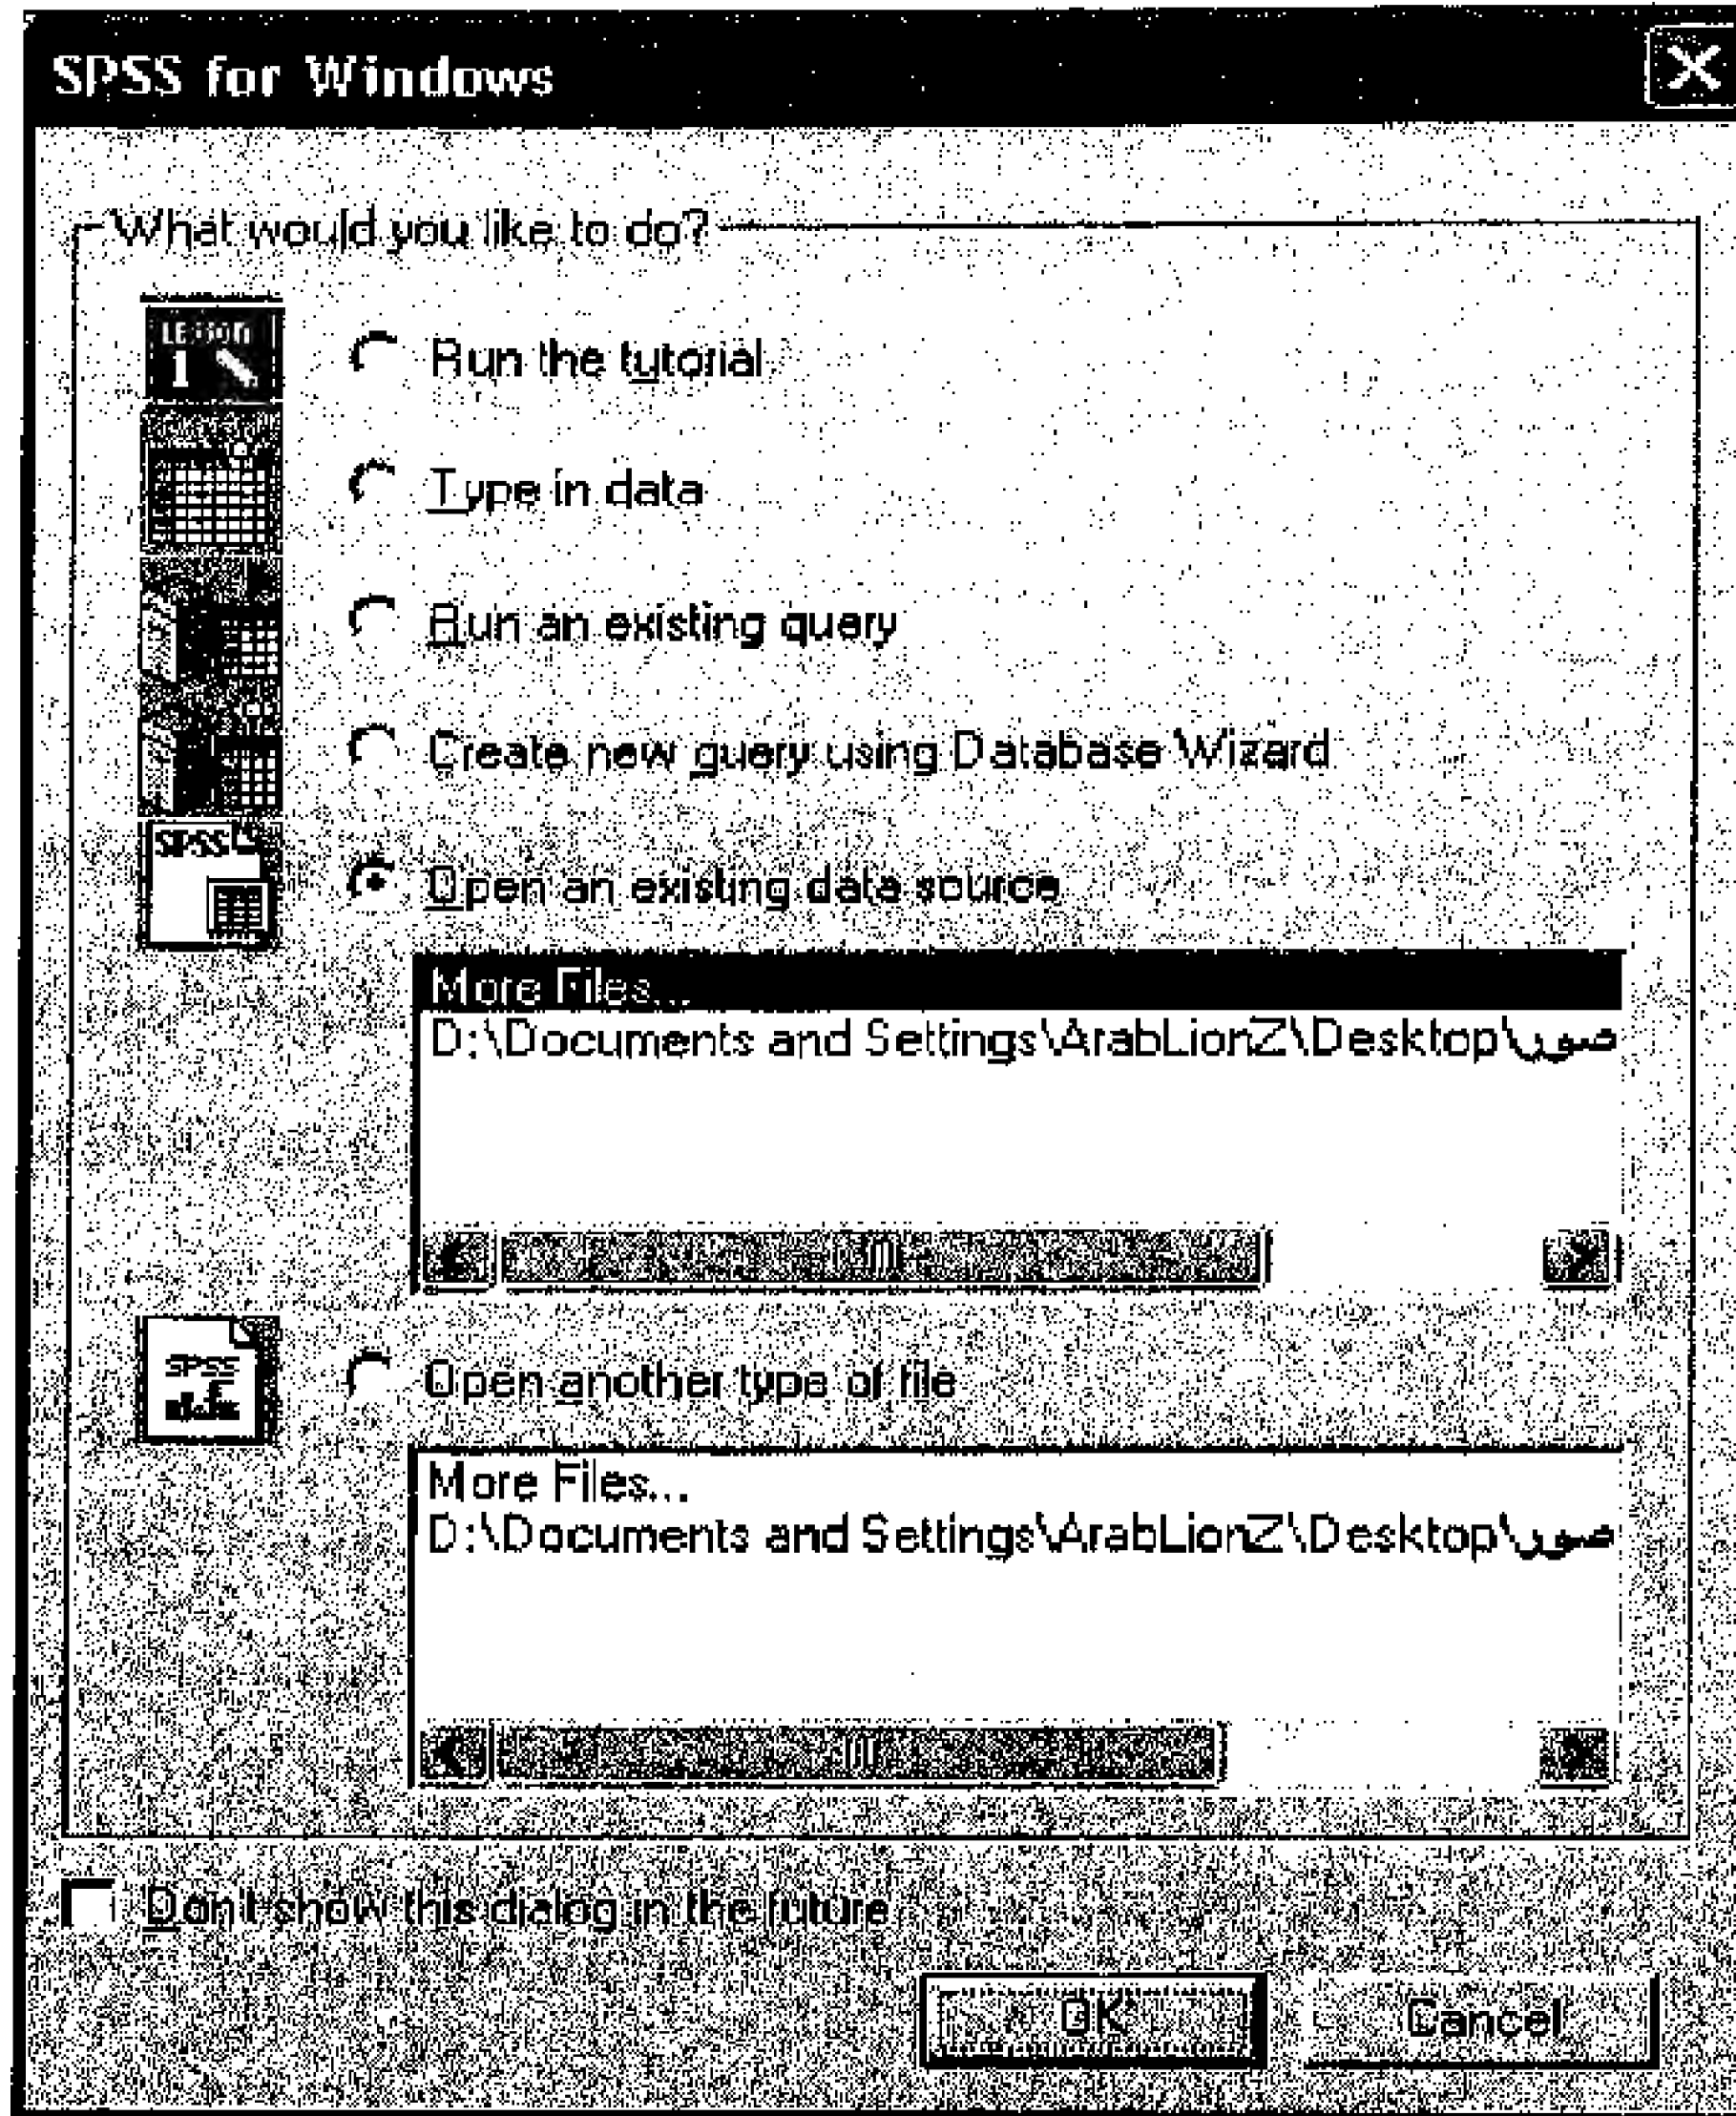 SPSS for Windows
What would you like to do?
LESSON
1
Run the tutorial
Type in data
Run an existing query
Create new query using Database Wizard
SPSS
Open an existing data source
More Files...
D:\Documents and Settings\ArabLionZ\Desktop\صور
SPSS
Open another type of file
More Files...
D:\Documents and Settings\ArabLionZ\Desktop\صور
Don't show this dialog in the future
OK
Cancel